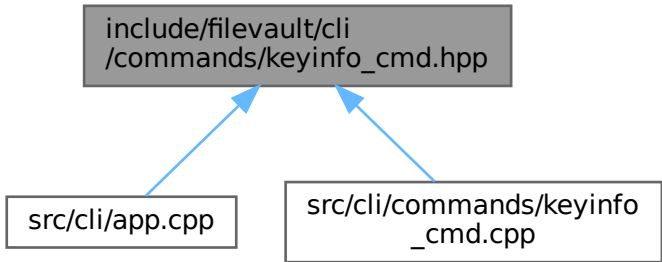 include/filevault/cli
/commands/keyinfo_cmd.hpp
src/cli/app.cpp
src/cli/commands/keyinfo
_cmd.cpp